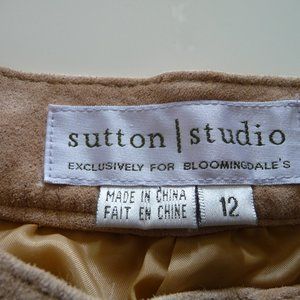 sutton | studio
EXCLUSIVELY FOR BLOOMINGDALE'S
MADE IN CHINA
FAIT EN CHINE
12